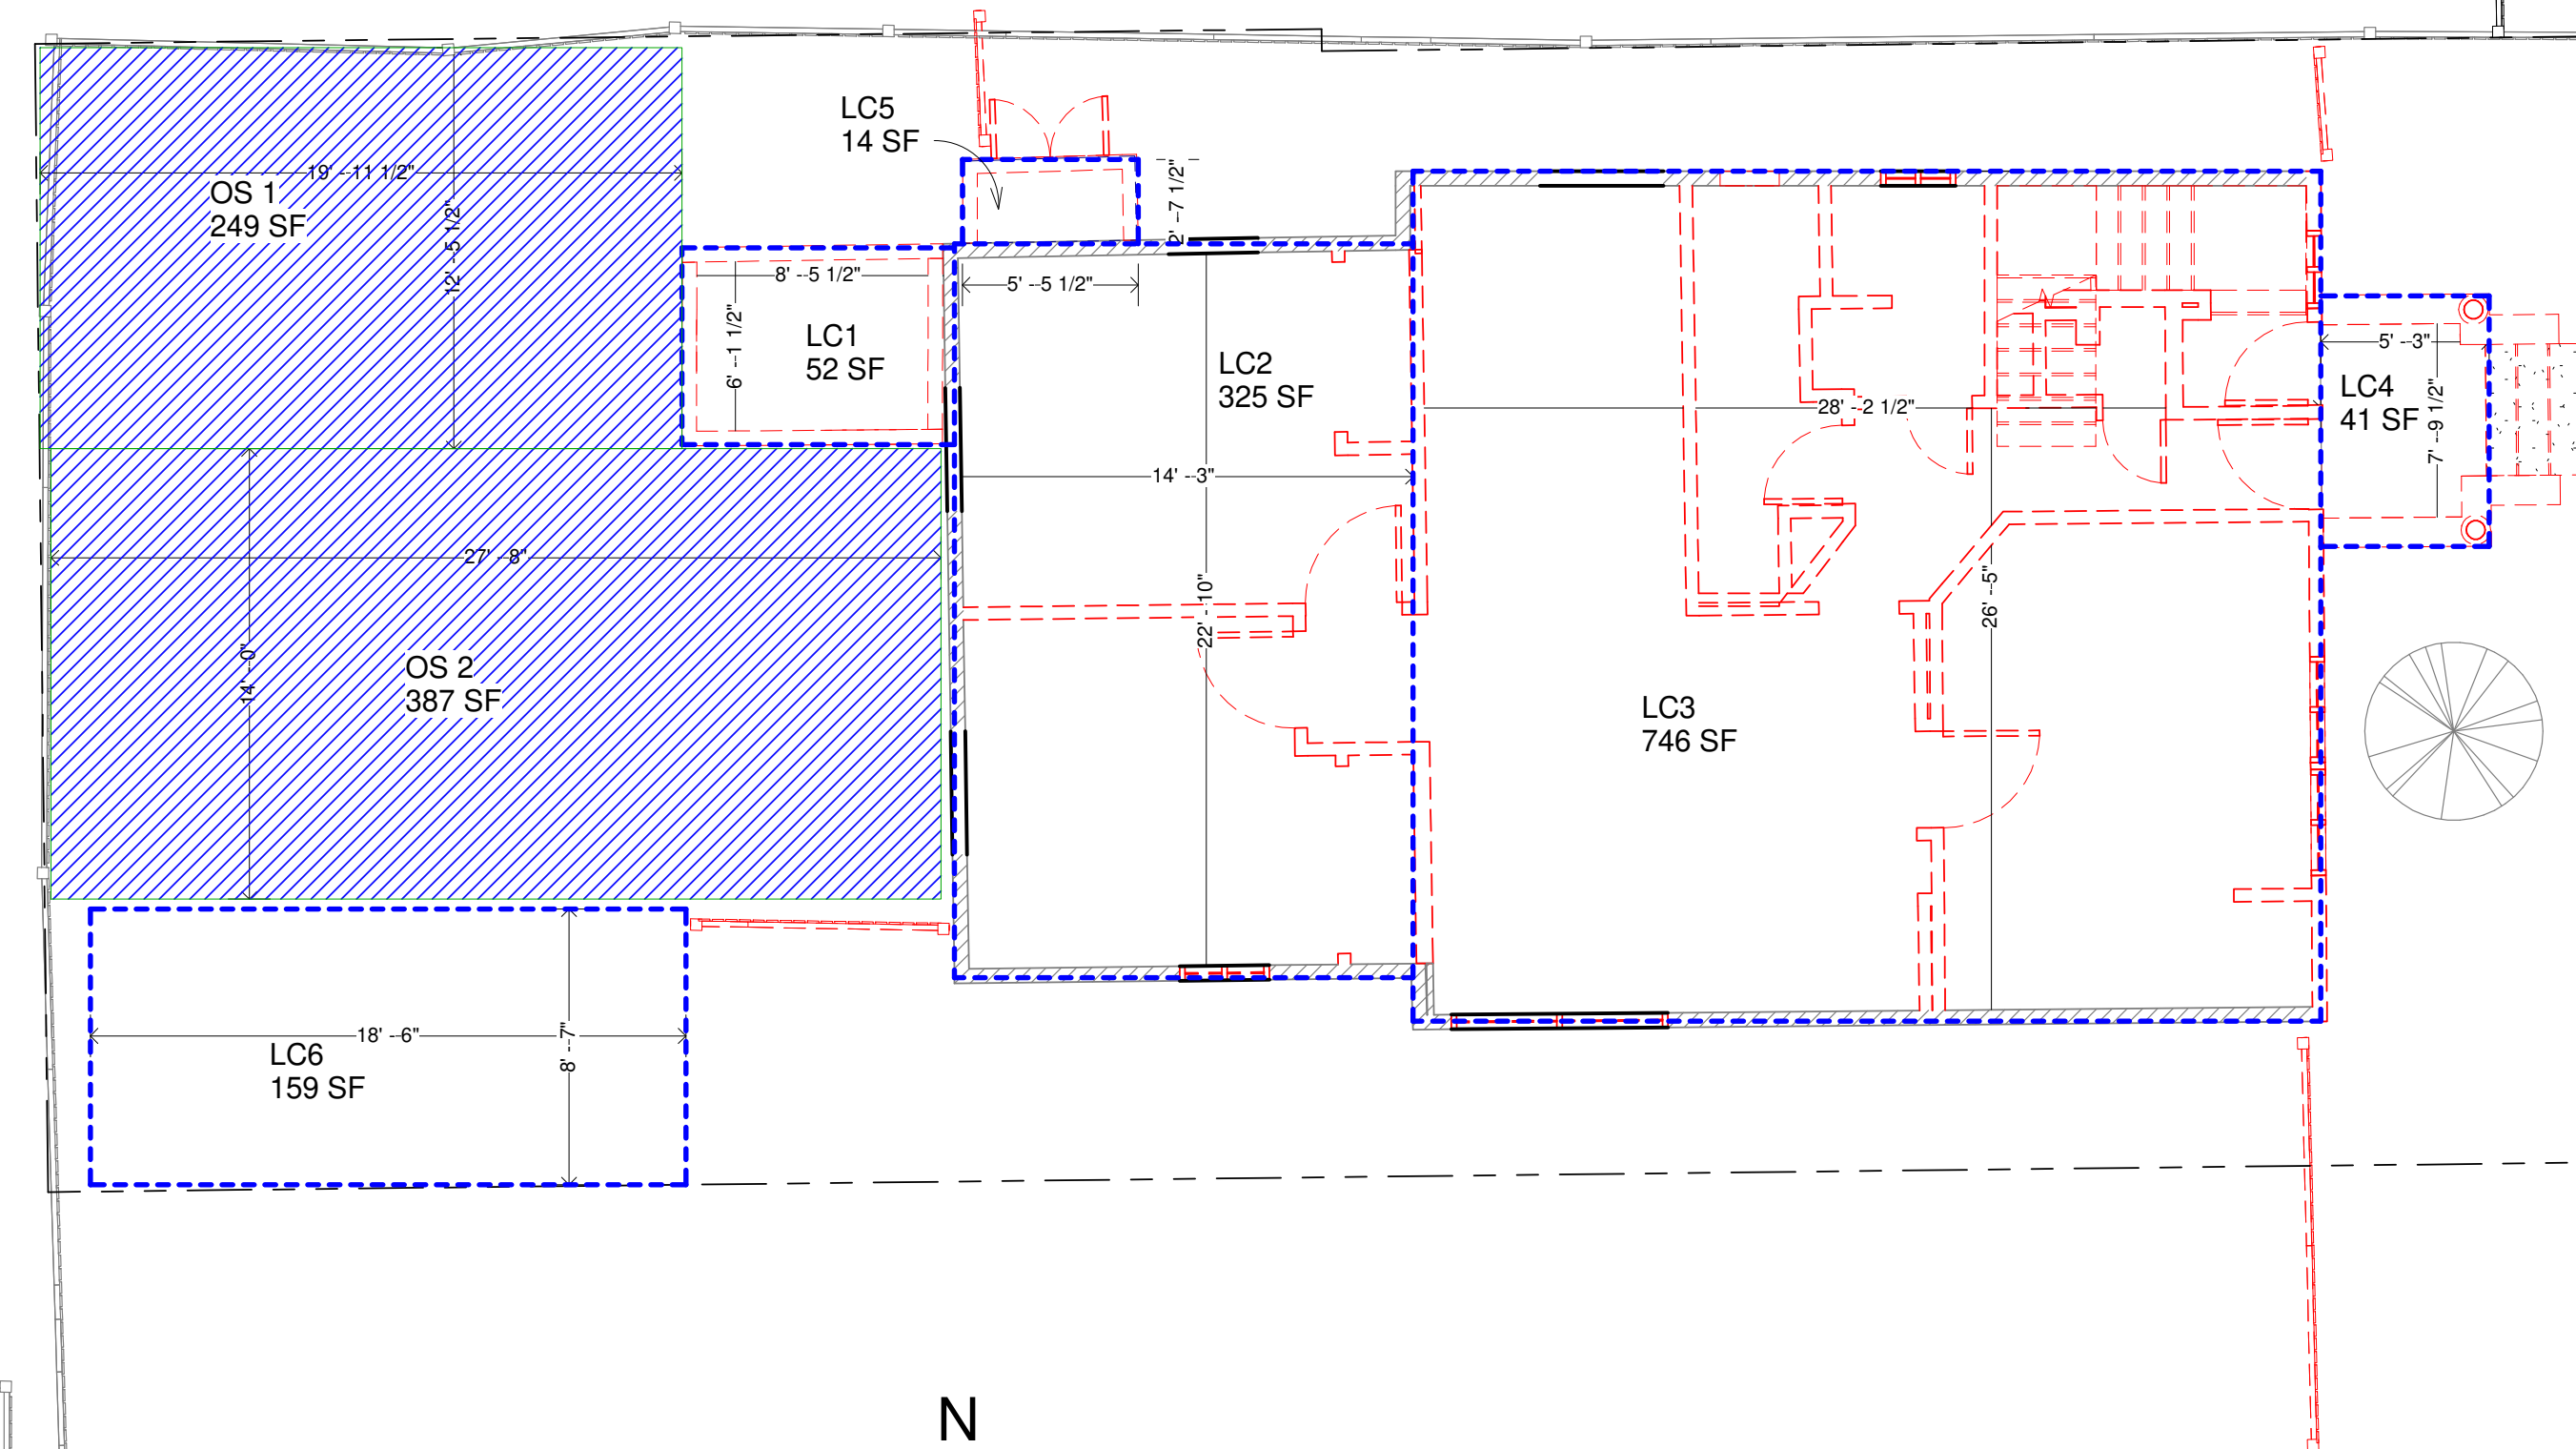 LC5
14 SF
19' -11 1/2"
OS 1
249 SF
12' -5 1/2"
2' -7 1/2"
8' -5 1/2"
5' -5 1/2"
6' -1 1/2"
LC1
52 SF
LC2
325 SF
5' -3"
LC4
41 SF
7' -9 1/2"
28' -2 1/2"
14' -3"
27' -8"
22' -10"
26' -5"
14' -0"
OS 2
387 SF
LC3
746 SF
18' -6"
8' -7"
LC6
159 SF
N